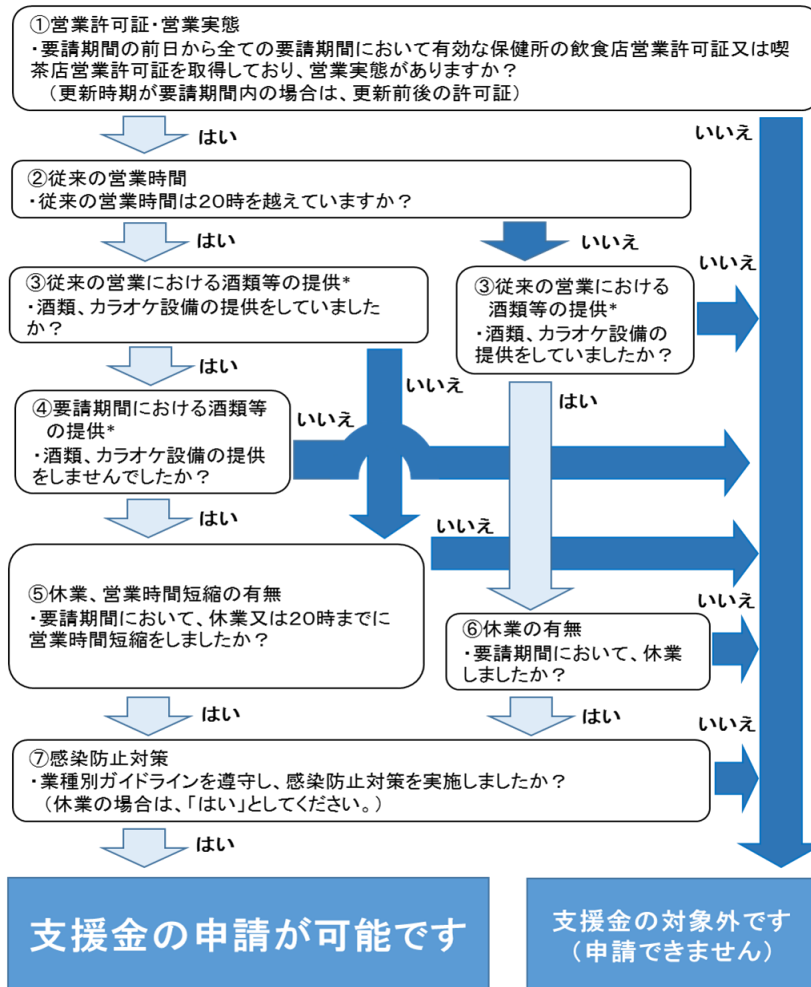 ①営業許可証・営業実態
・要請期間の前日から全ての要請期間において有効な保健所の飲食店営業許可証又は喫
茶店営業許可証を取得しており、営業実態がありますか？
（更新時期が要請期間内の場合は、更新前後の許可証）
はい
いいえ
②従来の営業時間
・従来の営業時間は20時を越えていますか？
はい
いいえ
③従来の営業における酒類等の提供*
・酒類、カラオケ設備の提供をしていました
か？
いいえ
③従来の営業における
酒類等の提供*
・酒類、カラオケ設備の
提供をしていましたか？
はい
いいえ
はい
④要請期間における酒類等
の提供*
・酒類、カラオケ設備の提供
をしませんでしたか？
いいえ
はい
いいえ
⑤休業、営業時間短縮の有無
・要請期間において、休業又は20時までに
営業時間短縮をしましたか？
いいえ
⑥休業の有無
・要請期間において、休業
しましたか？
はい
はい
いいえ
⑦感染防止対策
・業種別ガイドラインを遵守し、感染防止対策を実施しましたか？
（休業の場合は、「はい」としてください。）
はい
支援金の申請が可能です
支援金の対象外です
（申請できません）